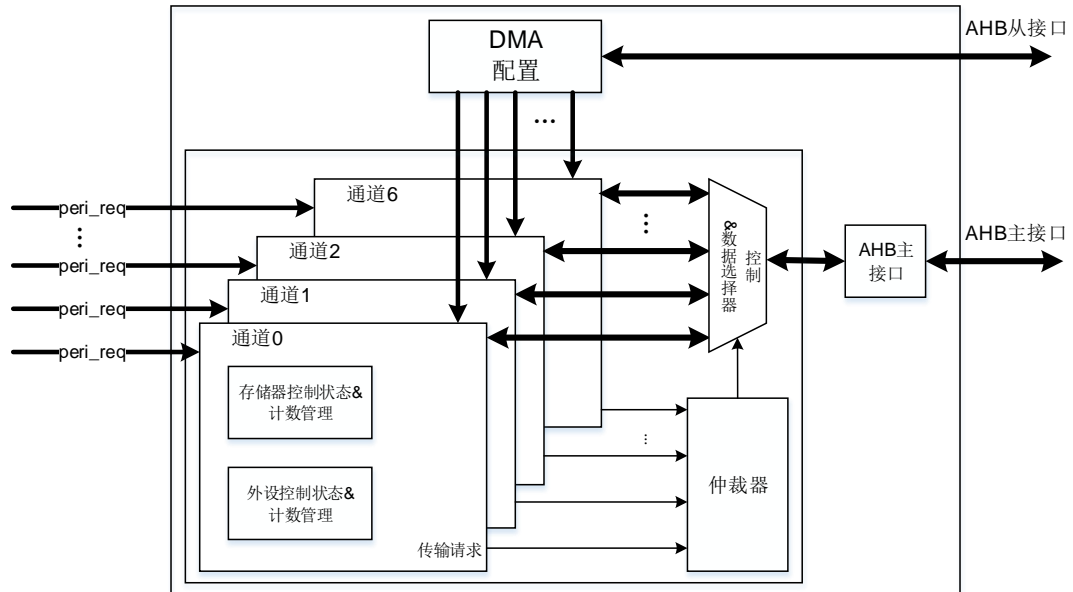 DMA
配置
AHB从接口
...
通道6
peri_req
...
...
通道2
peri_req
控制
&数据选择器
AHB主
接口
AHB主接口
通道1
peri_req
通道0
peri_req
存储器控制状态&
计数管理
...
外设控制状态&
计数管理
仲裁器
传输请求